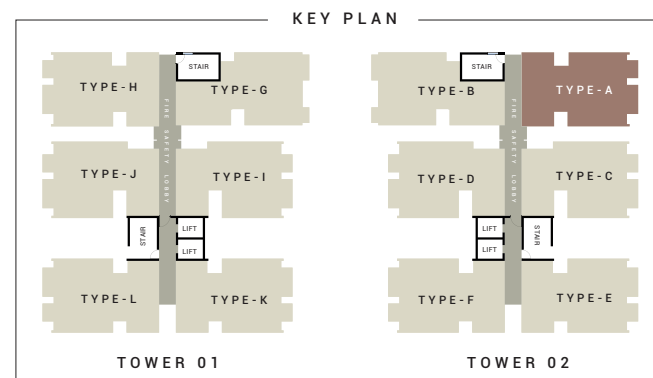 KEY PLAN
STAIR
TYPE-H
TYPE-G
FIRE SAFETY LOBBY
TYPE-J
TYPE-I
STAIR
LIFT
LIFT
TYPE-L
TYPE-K
TOWER 01
STAIR
TYPE-B
TYPE-A
FIRE SAFETY LOBBY
TYPE-D
TYPE-C
LIFT
LIFT
STAIR
TYPE-F
TYPE-E
TOWER 02